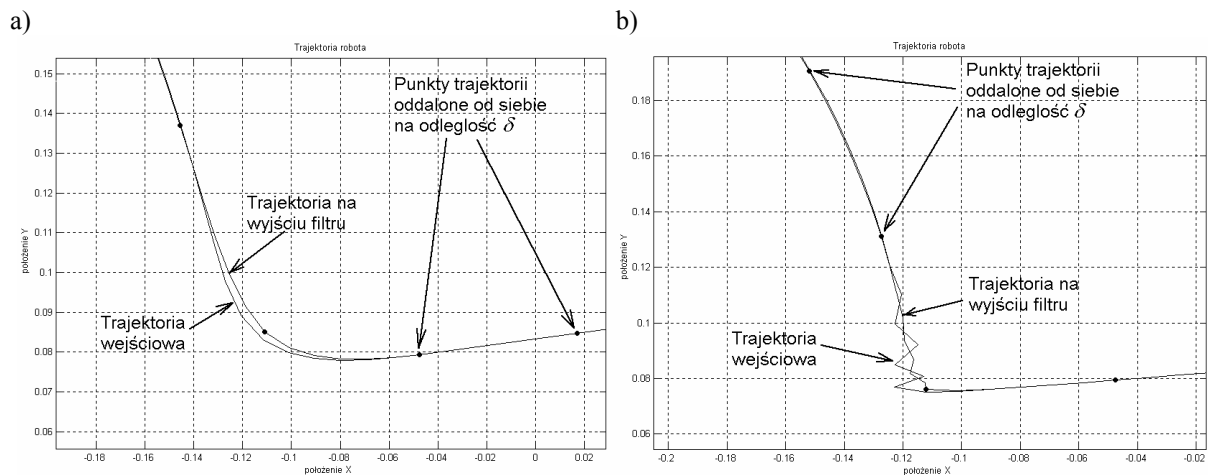 a)
Trajektoria robota
Punkty trajektorii
oddalone od siebie
na odległość δ
Trajektoria na
wyjściu filtru
Trajektoria
wejściowa
położenie Y
0.15
0.14
0.13
0.12
0.11
0.1
0.09
0.08
0.07
0.06
-0.18 -0.16 -0.14 -0.12 -0.1 -0.08 -0.06 -0.04 -0.02 0 0.02
położenie X
b)
Trajektoria robota
Punkty trajektorii
oddalone od siebie
na odległość δ
Trajektoria na
wyjściu filtru
Trajektoria
wejściowa
położenie Y
0.18
0.16
0.14
0.12
0.1
0.08
0.06
-0.2 -0.18 -0.16 -0.14 -0.12 -0.1 -0.08 -0.06 -0.04 -0.02
położenie X